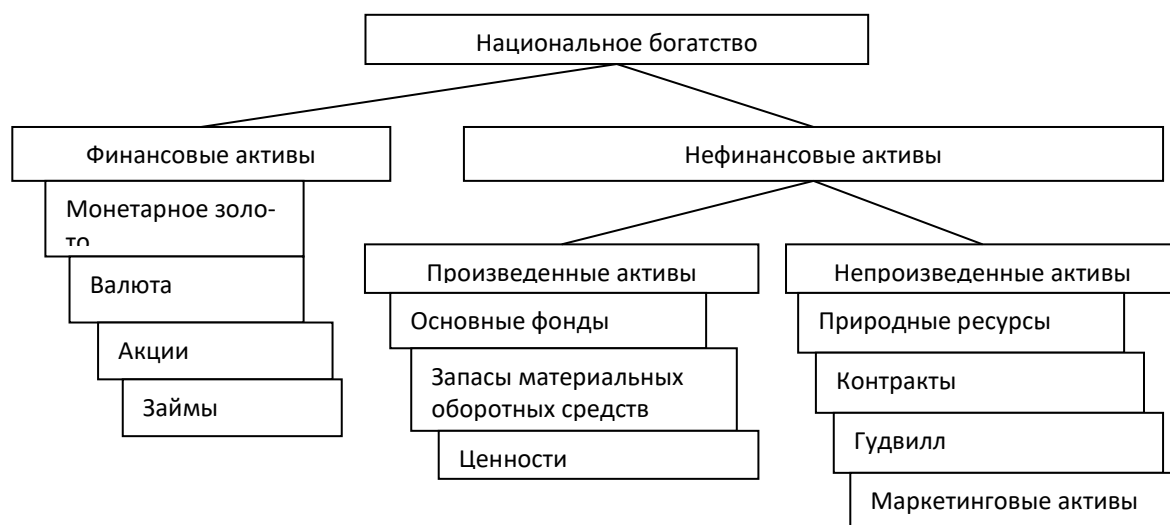 Национальное богатство
Финансовые активы
Нефинансовые активы
Монетарное золо-
то
Валюта
Акции
Займы
Произведенные активы
Основные фонды
Запасы материальных
оборотных средств
Ценности
Непроизведенные активы
Природные ресурсы
Контракты
Гудвилл
Маркетинговые активы